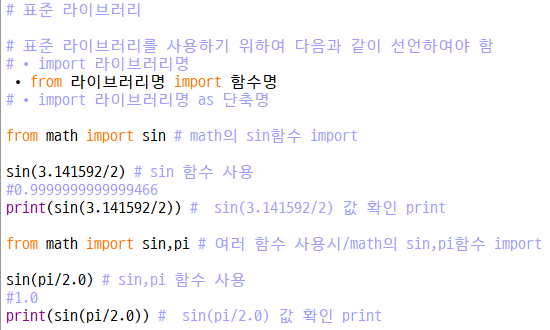 # 표준 라이브러리
# 표준 라이브러리를 사용하기 위하여 다음과 같이 선언하여야 함
# • import 라이브러리명
• from 라이브러리명 import 함수명
# • import 라이브러리명 as 단축명
from math import sin # math의 sin함수 import
sin(3.141592/2) # sin 함수 사용
#0.9999999999999466
print(sin(3.141592/2)) #  sin(3.141592/2) 값 확인 print
from math import sin,pi # 여러 함수 사용시/math의 sin,pi함수 import
sin(pi/2.0) # sin,pi 함수 사용
#1.0
print(sin(pi/2.0)) #  sin(pi/2.0) 값 확인 print